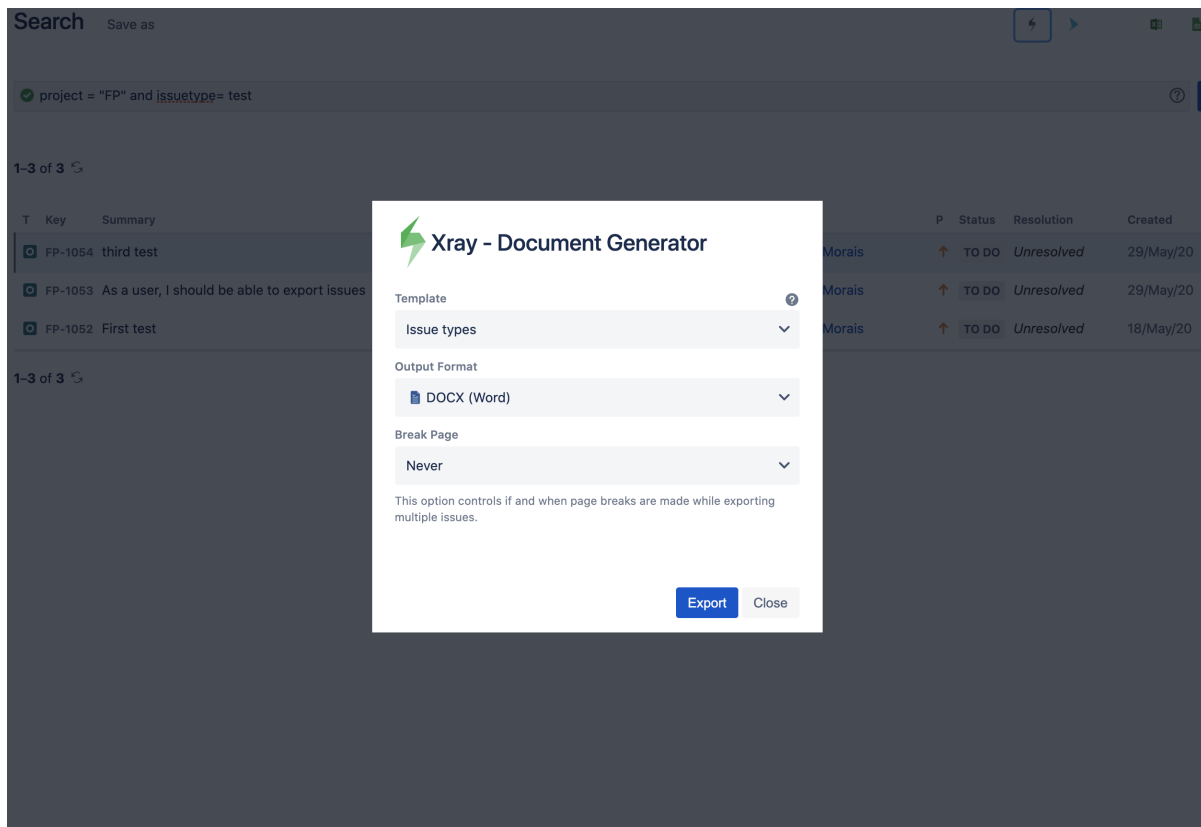 Search Save as
project = "FP" and issuetype= test
1–3 of 3
T Key Summary P Status Resolution Created
FP-1054 third test Morais TO DO Unresolved 29/May/20
FP-1053 As a user, I should be able to export issues Morais TO DO Unresolved 29/May/20
FP-1052 First test Morais TO DO Unresolved 18/May/20
1–3 of 3
Xray - Document Generator
Template
Issue types
Output Format
DOCX (Word)
Break Page
Never
This option controls if and when page breaks are made while exporting
multiple issues.
Export Close